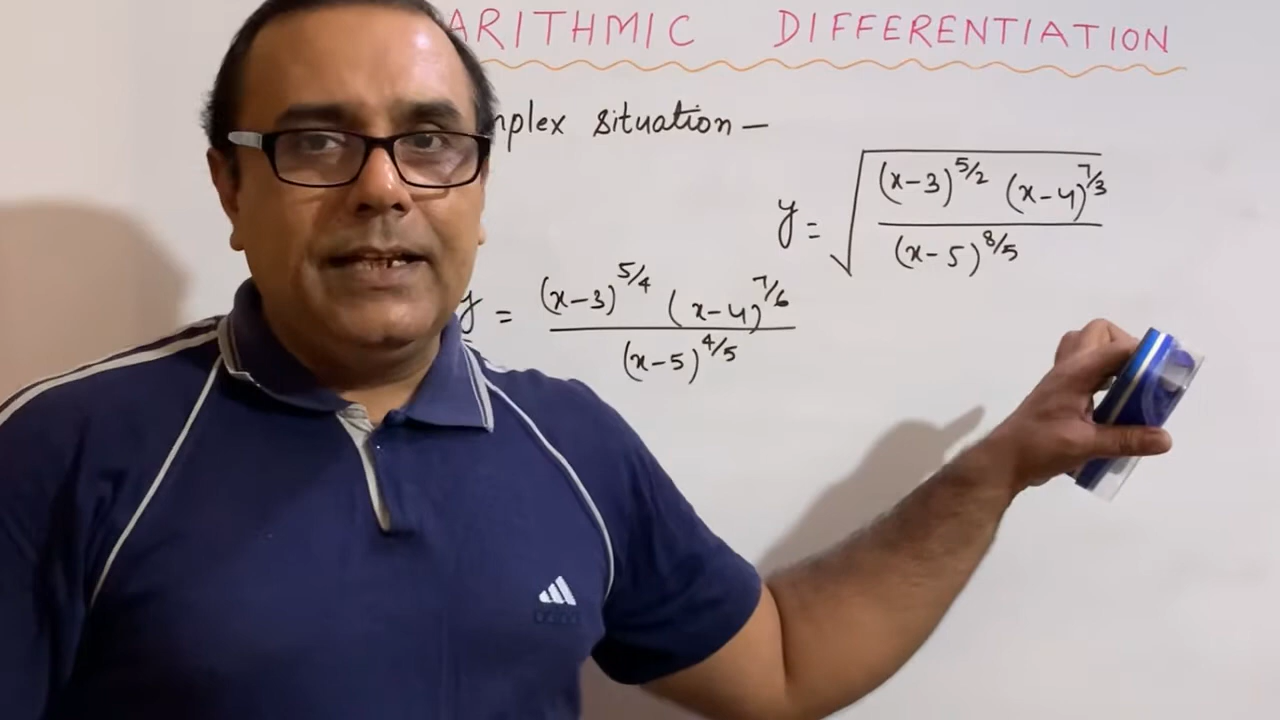 ARITHMIC DIFFERENTIATION
mplex situation —
y = √((x-3)^5/2 (x-4)^7/3 / (x-5)^8/5)
y = (x-3)^5/4 (x-4)^7/6 / (x-5)^4/5